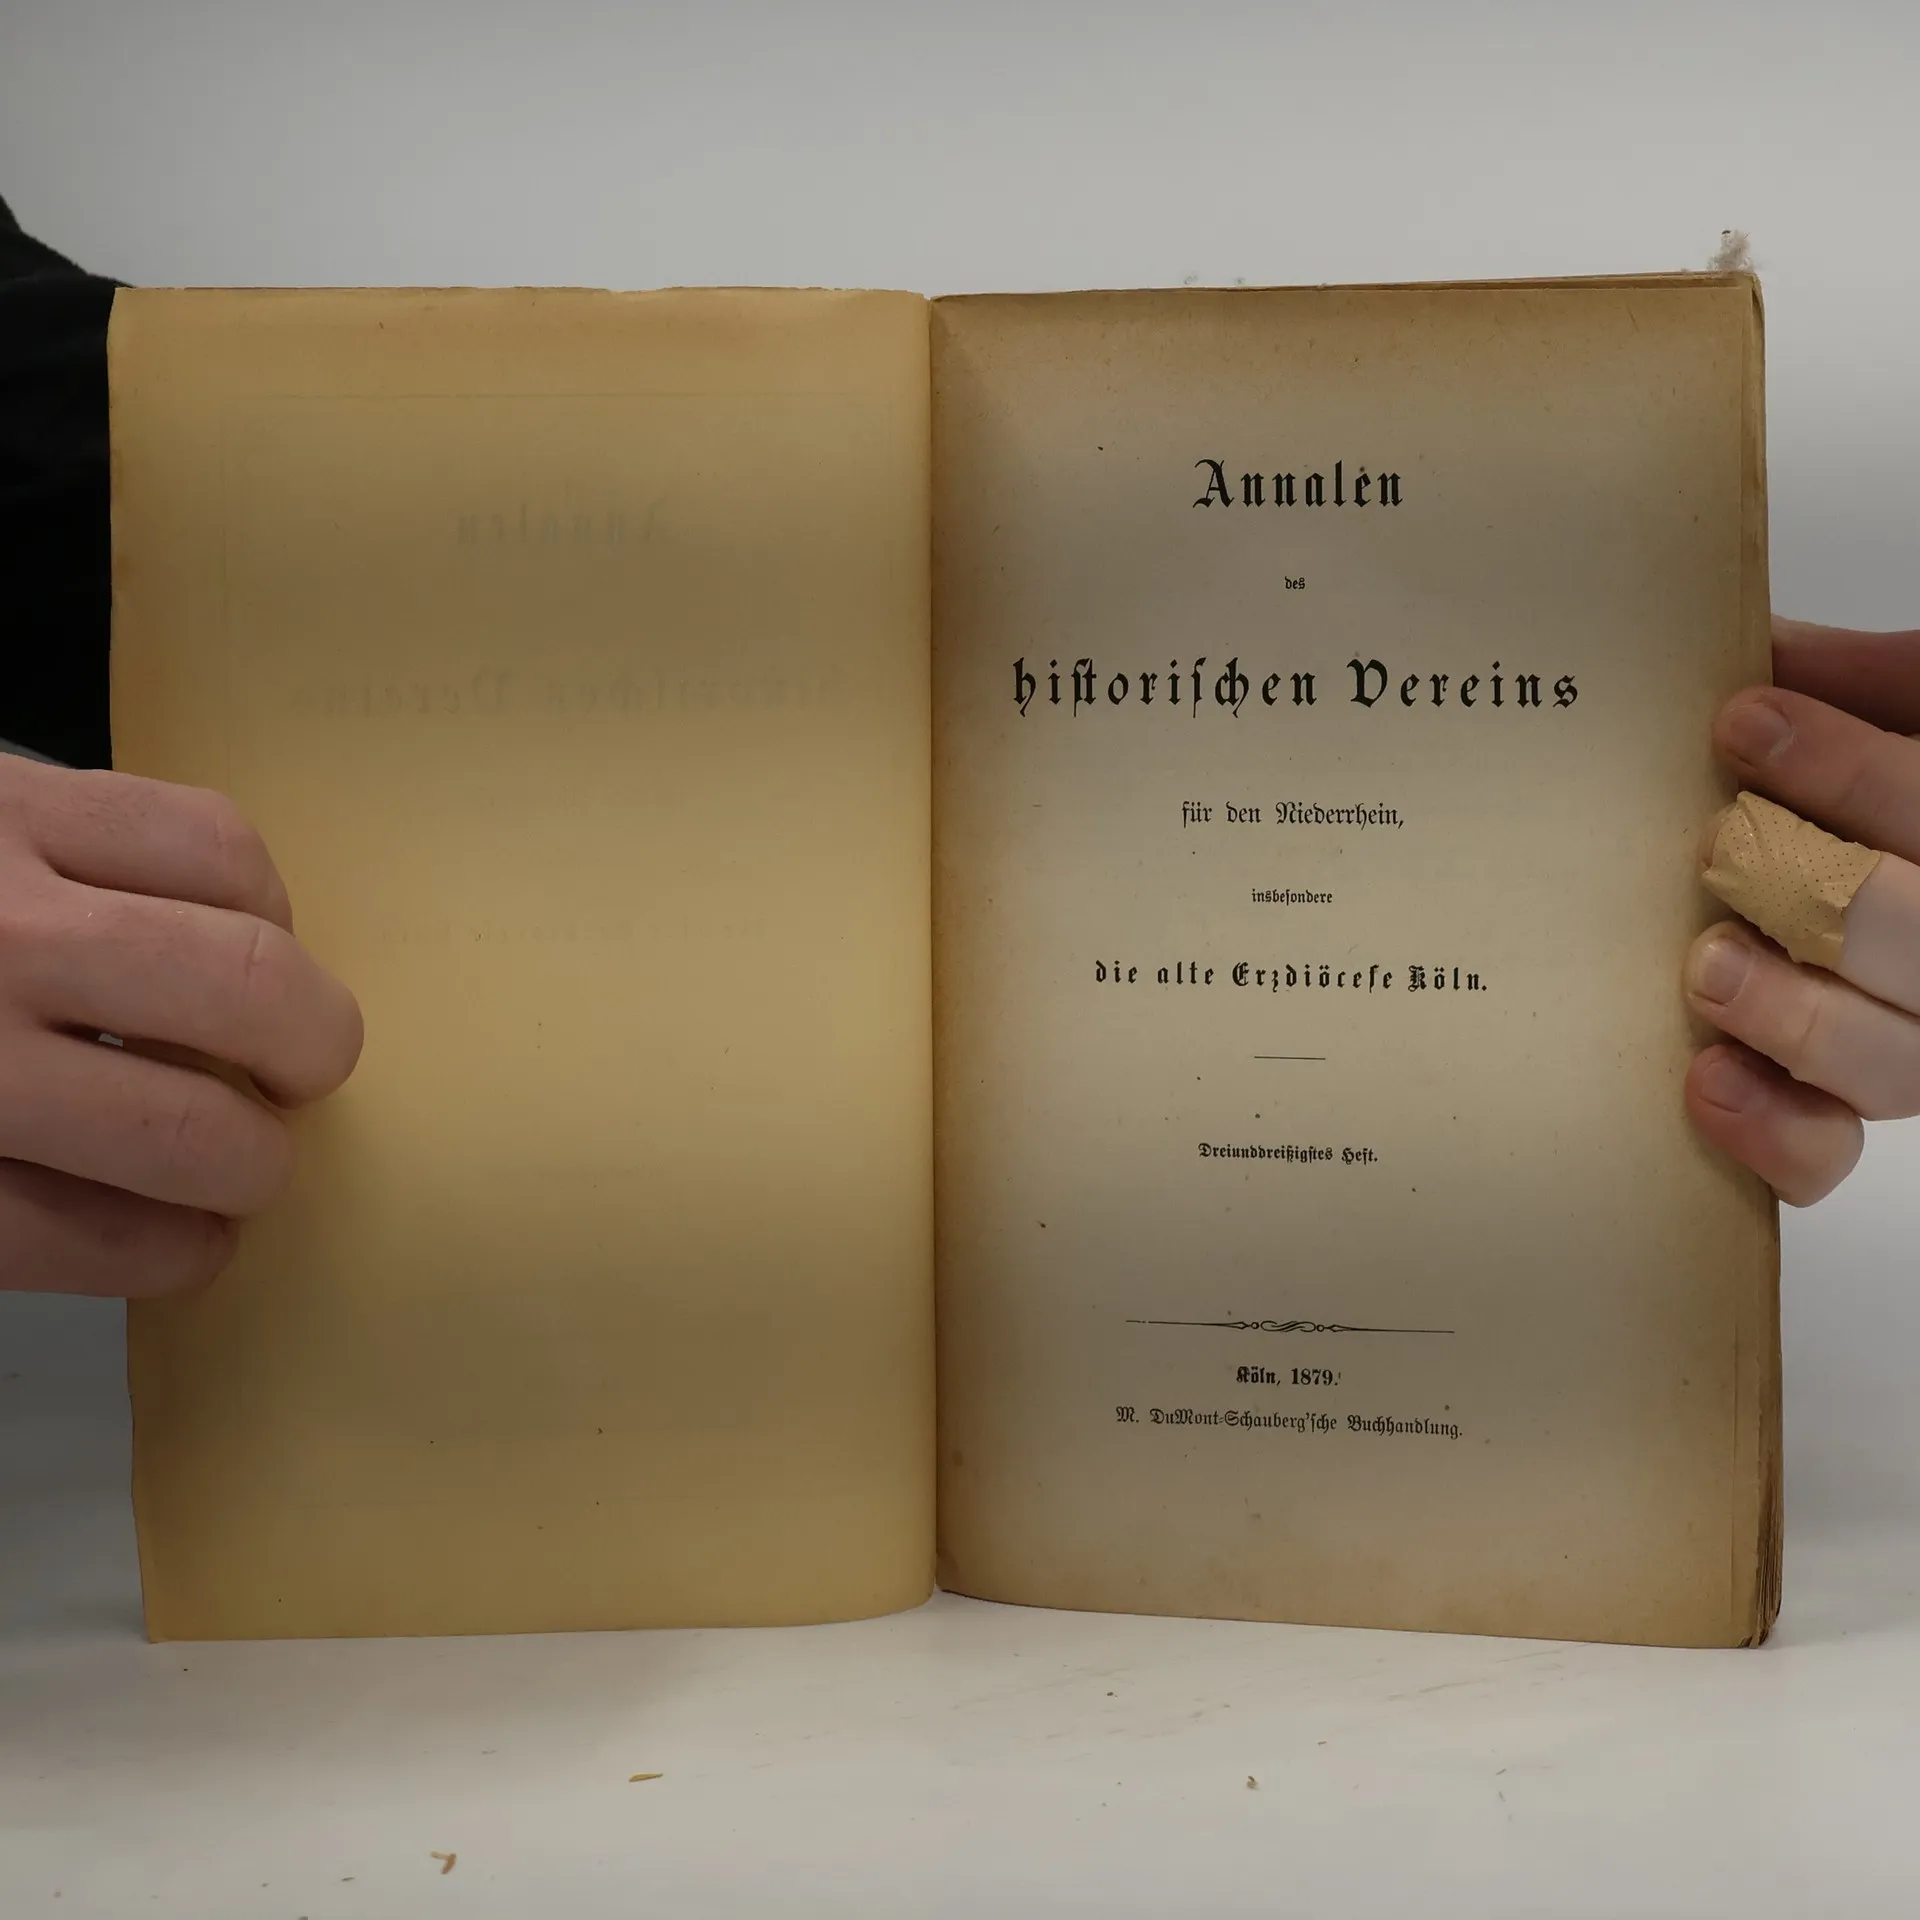 Annalen
des
hiſtoriſchen Vereins
für den Niederrhein,
insbeſondere
die alte Erzdiöceſe Köln.
Dreiunddreißigſtes Heft.
Köln, 1879.
M. DuMont-Schauberg'ſche Buchhandlung.